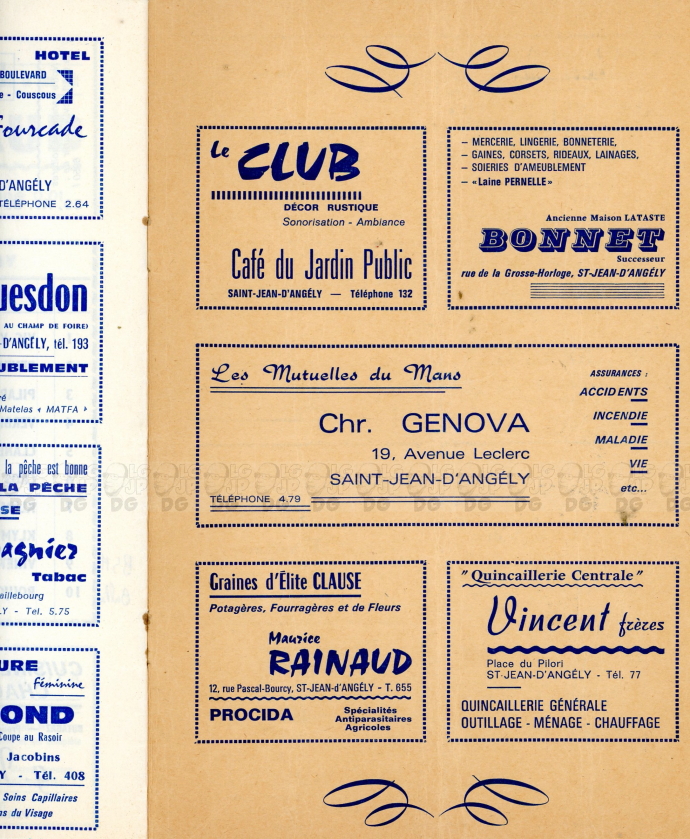 HOTEL
BOULEVARD
e - Couscous
Fourcade
D'ANGÉLY
TÉLÉPHONE 2.64
uesdon
AU CHAMP DE FOIRE)
-D'ANGÉLY, tél. 193
UBLEMENT
Matelas « MATFA »
la pêche est bonne
LA PÊCHE
SE
agnier
Tabac
aillebourg
LY - Tel. 5.75
URE
Féminine
OND
Coupe au Rasoir
Jacobins
Y - Tél. 408
Soins Capillaires
ns du Visage
Le CLUB
DÉCOR RUSTIQUE
Sonorisation - Ambiance
Café du Jardin Public
SAINT-JEAN-D'ANGÉLY — Téléphone 132
– MERCERIE, LINGERIE, BONNETERIE,
– GAINES, CORSETS, RIDEAUX, LAINAGES,
– SOIERIES D'AMEUBLEMENT
– «Laine PERNELLE»
Ancienne Maison LATASTE
BONNET
Successeur
rue de la Grosse-Horloge, ST-JEAN-D'ANGÉLY
Les Mutuelles du Mans
Chr. GENOVA
19, Avenue Leclerc
SAINT-JEAN-D'ANGÉLY
TÉLÉPHONE 4.79
ASSURANCES :
ACCIDENTS
INCENDIE
MALADIE
VIE
etc...
Graines d'Élite CLAUSE
Potagères, Fourragères et de Fleurs
Maurice
RAINAUD
12, rue Pascal-Bourcy, ST-JEAN-d'ANGÉLY - T. 655
PROCIDA
Spécialités
Antiparasitaires
Agricoles
"Quincaillerie Centrale"
Vincent frères
Place du Pilori
ST-JEAN-D'ANGÉLY - Tél. 77
QUINCAILLERIE GÉNÉRALE
OUTILLAGE - MÉNAGE - CHAUFFAGE